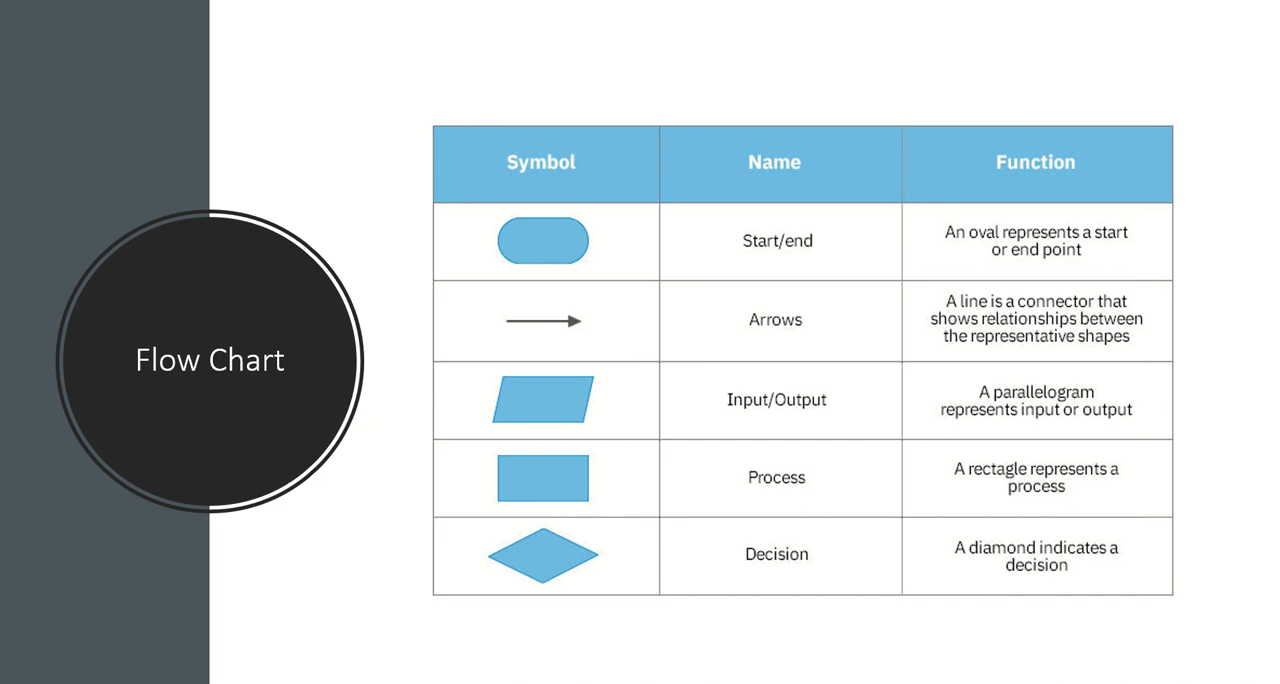 Flow Chart
Symbol
Name
Function
Start/end
An oval represents a start
or end point
Arrows
A line is a connector that
shows relationships between
the representative shapes
Input/Output
A parallelogram
represents input or output
Process
A rectagle represents a
process
Decision
A diamond indicates a
decision